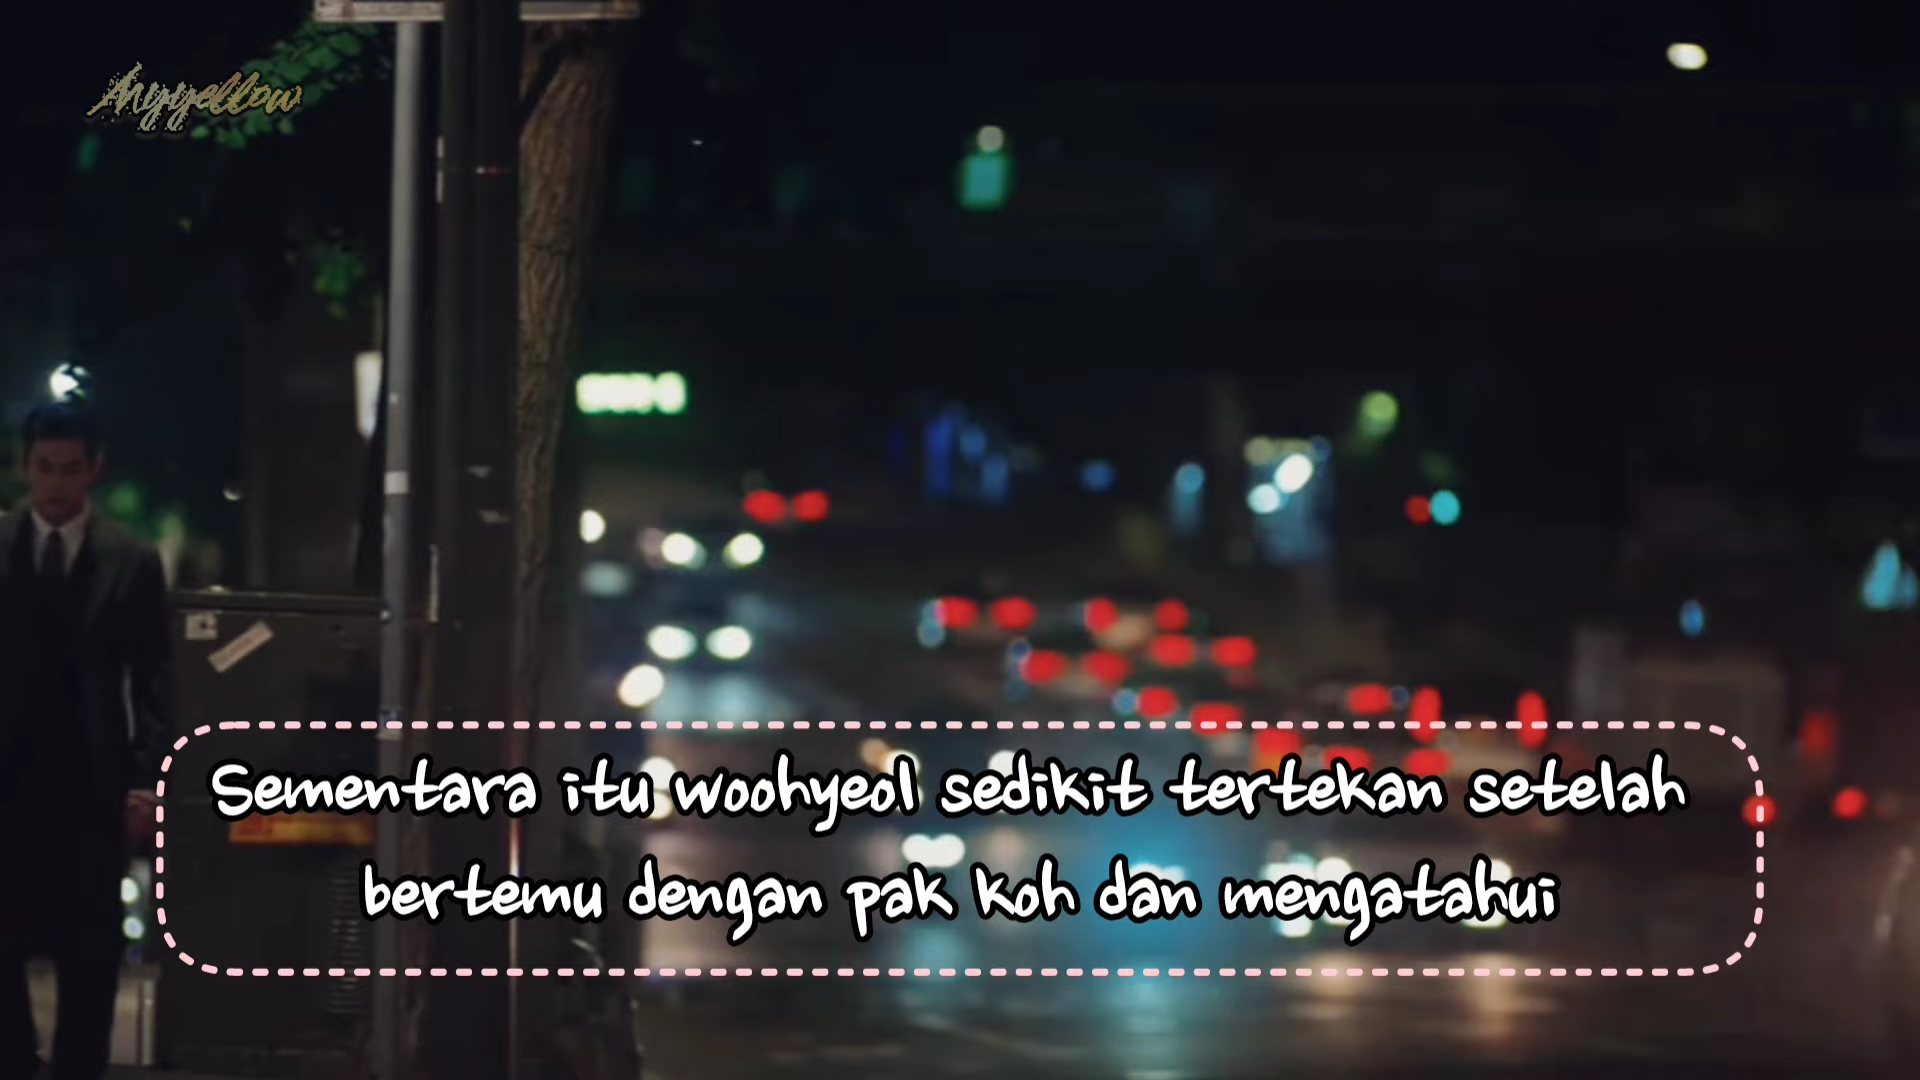 Anyyellow
Sementara itu woohyeol sedikit tertekan setelah
bertemu dengan pak koh dan mengatahui